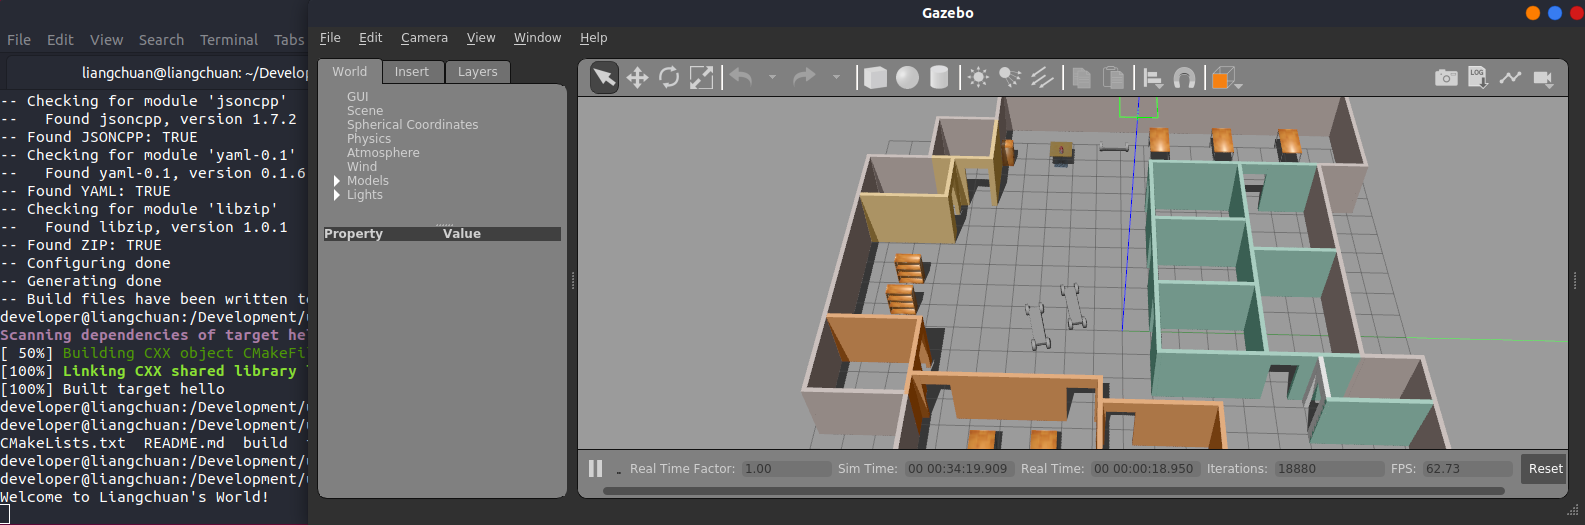 Gazebo
File Edit View Search Terminal Tabs
File Edit Camera View Window Help
liangchuan@liangchuan: ~/Develop
-- Checking for module 'jsoncpp'
--   Found jsoncpp, version 1.7.2
-- Found JSONCPP: TRUE
-- Checking for module 'yaml-0.1'
--   Found yaml-0.1, version 0.1.6
-- Found YAML: TRUE
-- Checking for module 'libzip'
--   Found libzip, version 1.0.1
-- Found ZIP: TRUE
-- Configuring done
-- Generating done
-- Build files have been written to
developer@liangchuan:/Development/
Scanning dependencies of target he
[ 50%] Building CXX object CMakeFi
[100%] Linking CXX shared library
[100%] Built target hello
developer@liangchuan:/Development/
developer@liangchuan:/Development/
CMakeLists.txt  README.md  build
developer@liangchuan:/Development/
developer@liangchuan:/Development/
Welcome to Liangchuan's World!
World Insert Layers
GUI
Scene
Spherical Coordinates
Physics
Atmosphere
Wind
Models
Lights
Property Value
LOG
Real Time Factor: 1.00 Sim Time: 00 00:34:19.909 Real Time: 00 00:00:18.950 Iterations: 18880 FPS: 62.73 Reset